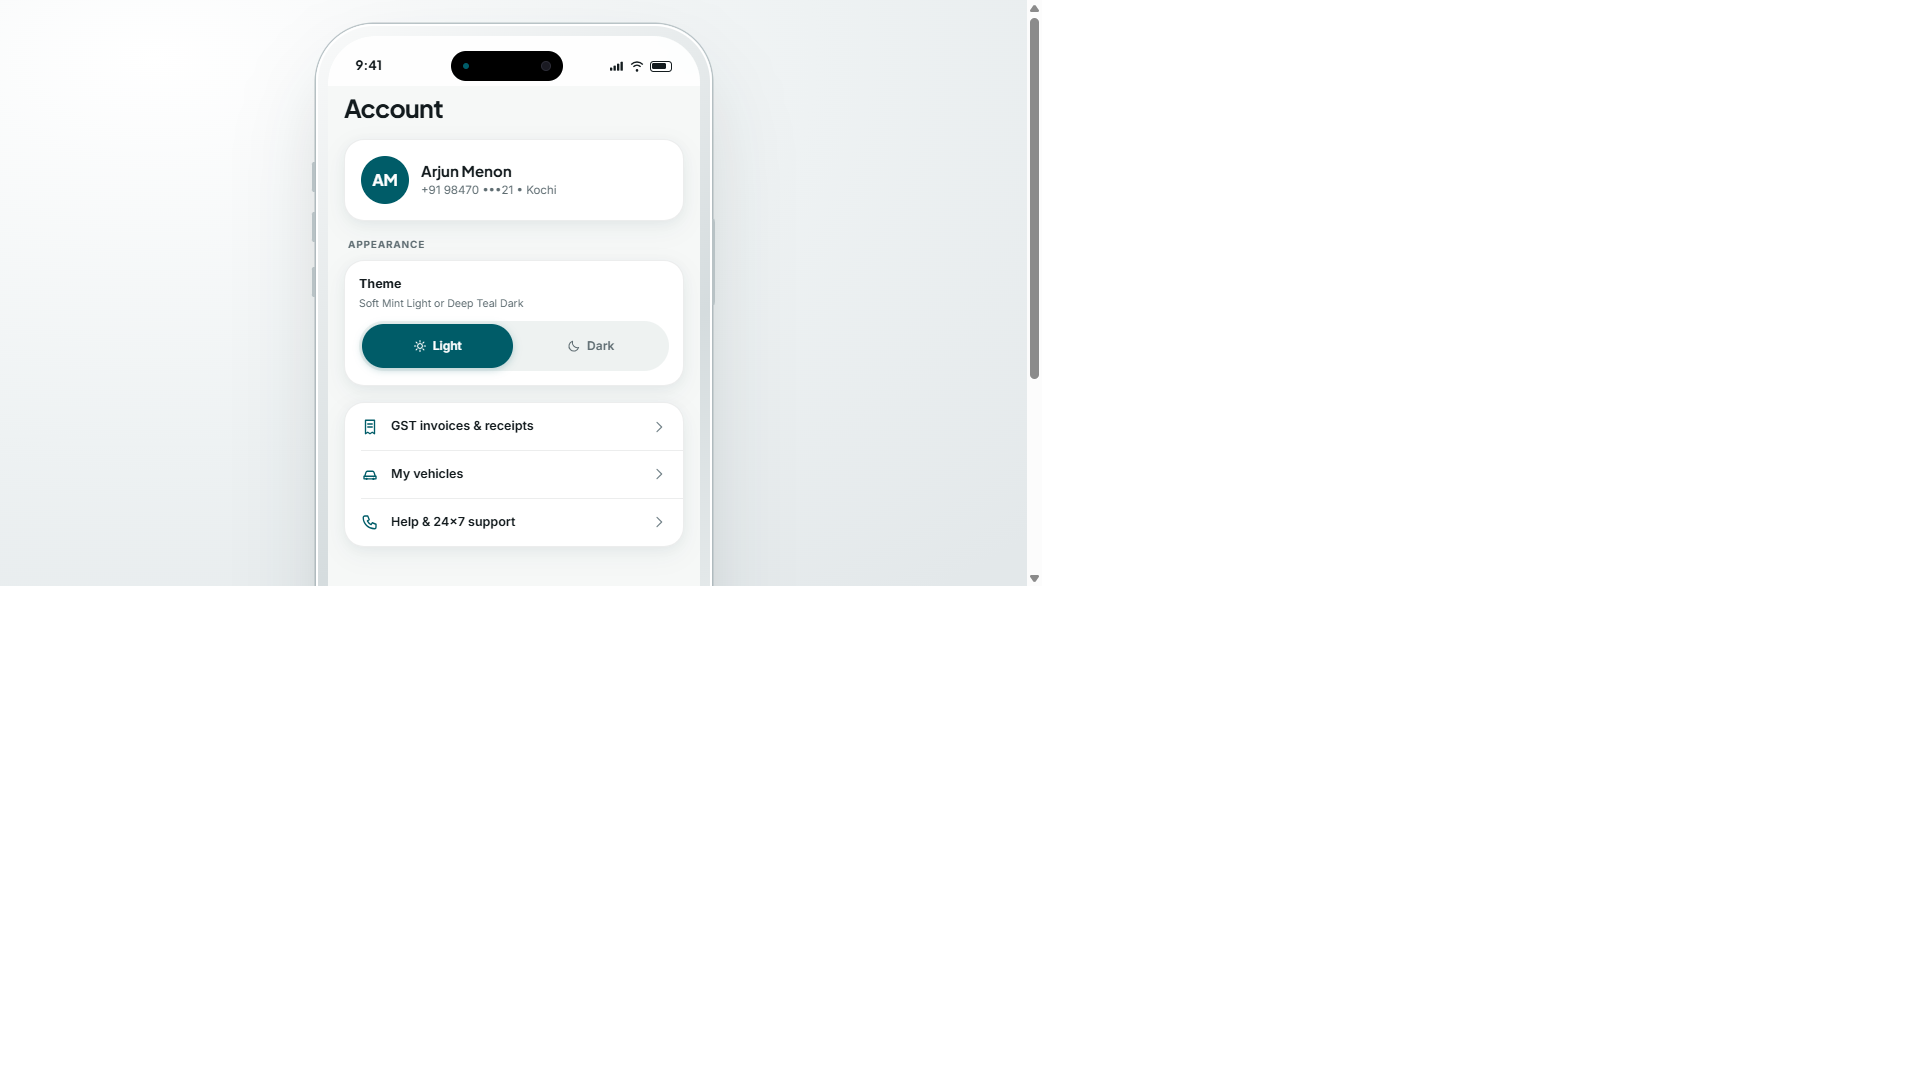 9:41
Account
AM
Arjun Menon
+91 98470 •••21 • Kochi
APPEARANCE
Theme
Soft Mint Light or Deep Teal Dark
Light
Dark
GST invoices & receipts
My vehicles
Help & 24×7 support